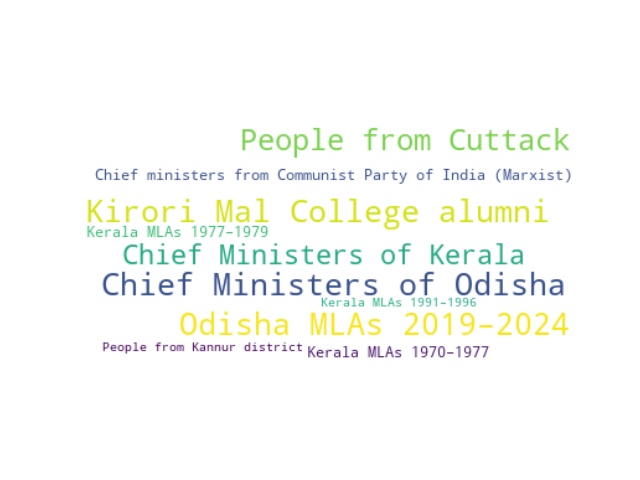 People from Cuttack
Chief ministers from Communist Party of India (Marxist)
Kirori Mal College alumni
Kerala MLAs 1977–1979
Chief Ministers of Kerala
Chief Ministers of Odisha
Kerala MLAs 1991–1996
Odisha MLAs 2019–2024
People from Kannur district
Kerala MLAs 1970–1977